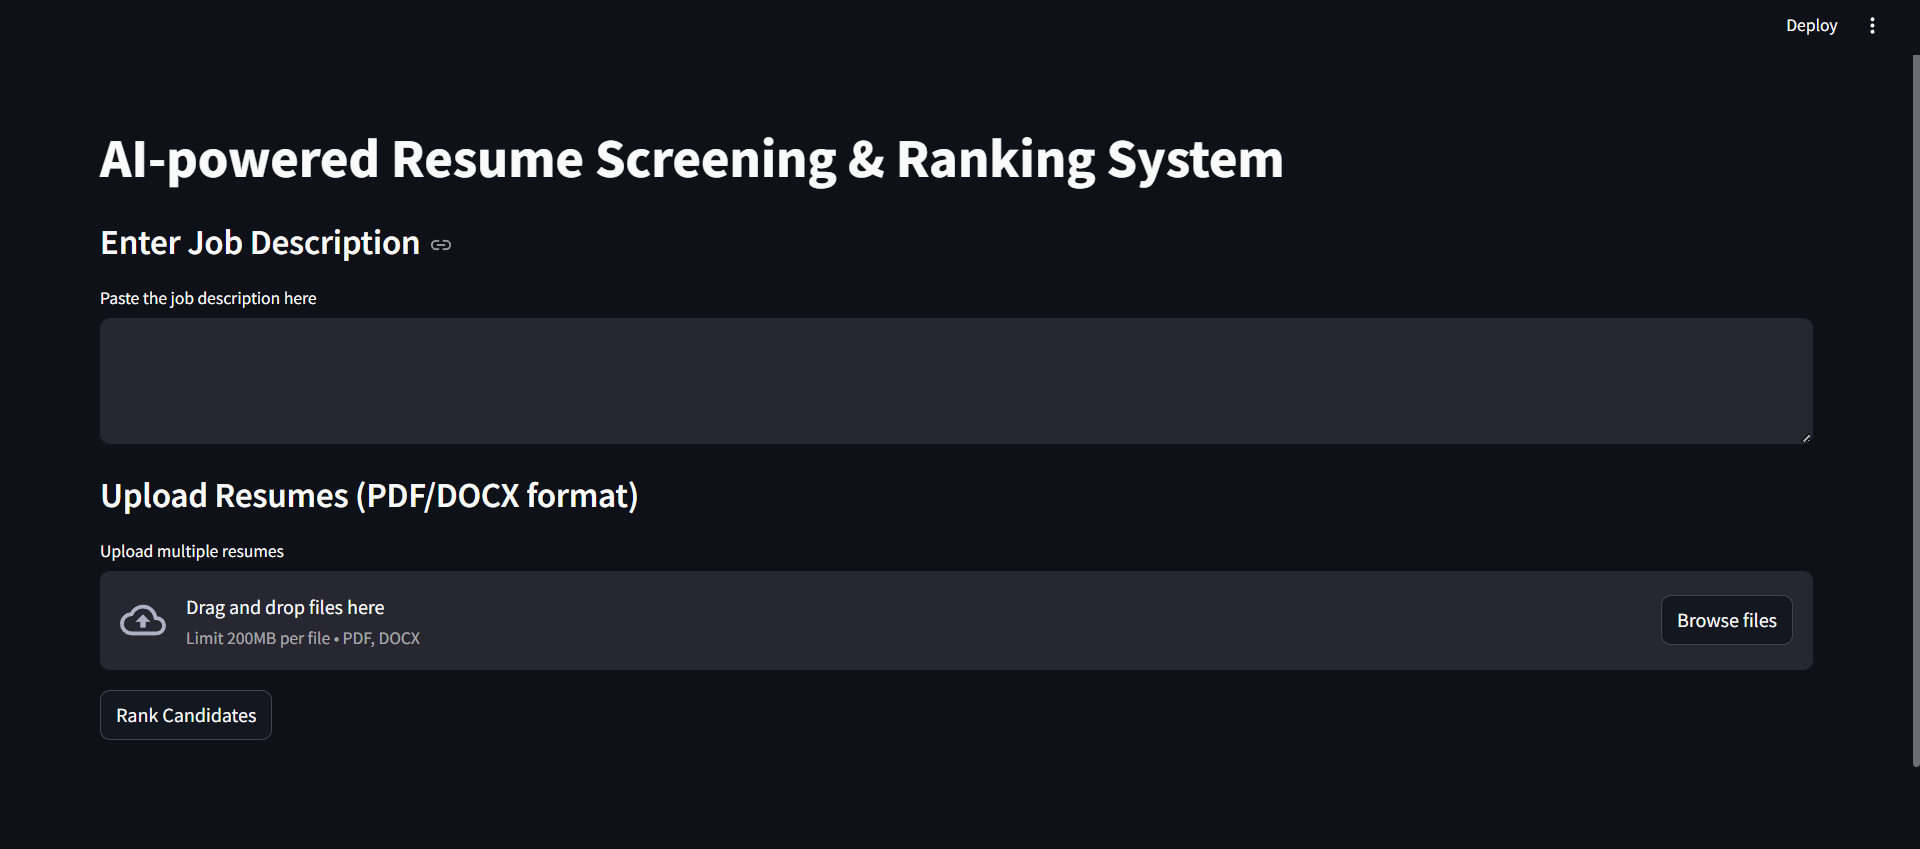 Deploy
AI-powered Resume Screening & Ranking System
Enter Job Description
Paste the job description here
Upload Resumes (PDF/DOCX format)
Upload multiple resumes
Drag and drop files here
Limit 200MB per file • PDF, DOCX
Browse files
Rank Candidates